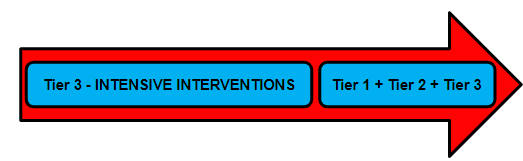 Tier 3 - INTENSIVE INTERVENTIONS
Tier 1 + Tier 2 + Tier 3